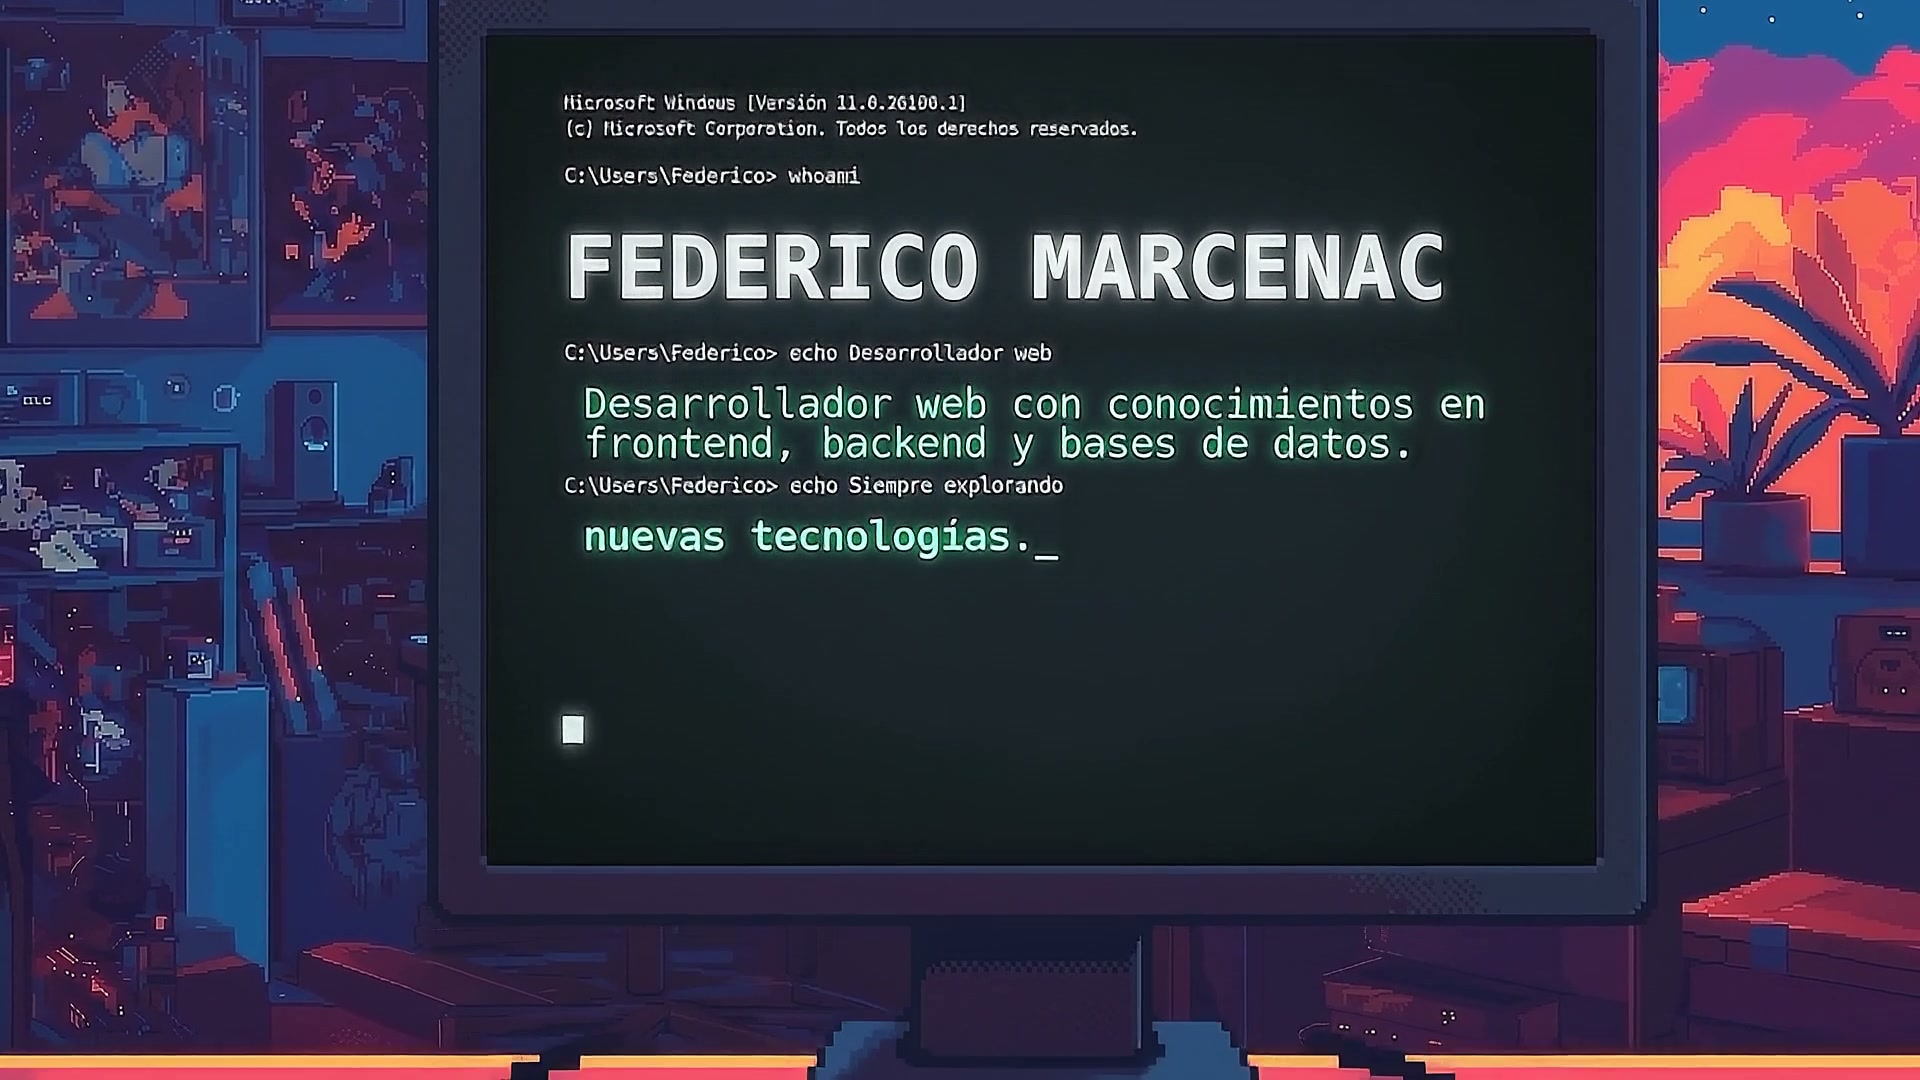 Microsoft Windows [Versión 11.0.26100.1]
(c) Microsoft Corporation. Todos los derechos reservados.
C:\Users\Federico> whoami
FEDERICO MARCENAC
C:\Users\Federico> echo Desarrollador web
Desarrollador web con conocimientos en
frontend, backend y bases de datos.
C:\Users\Federico> echo Siempre explorando
nuevas tecnologías._